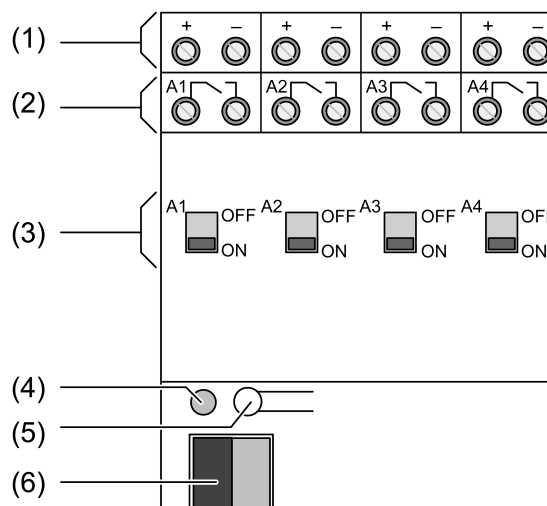 (1) + – + – + – + –
(2) A1 A2 A3 A4
(3) A1 OFF A2 OFF A3 OFF A4 OFF
ON ON ON ON
(4)
(5)
(6)